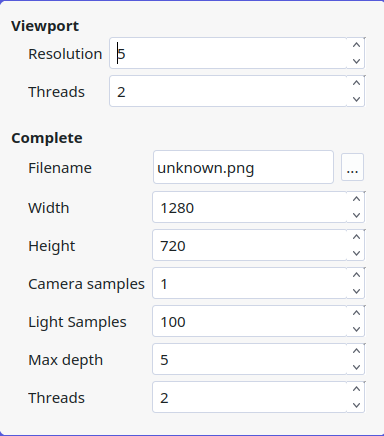 Viewport
Resolution 5
Threads 2
Complete
Filename unknown.png ...
Width 1280
Height 720
Camera samples 1
Light Samples 100
Max depth 5
Threads 2